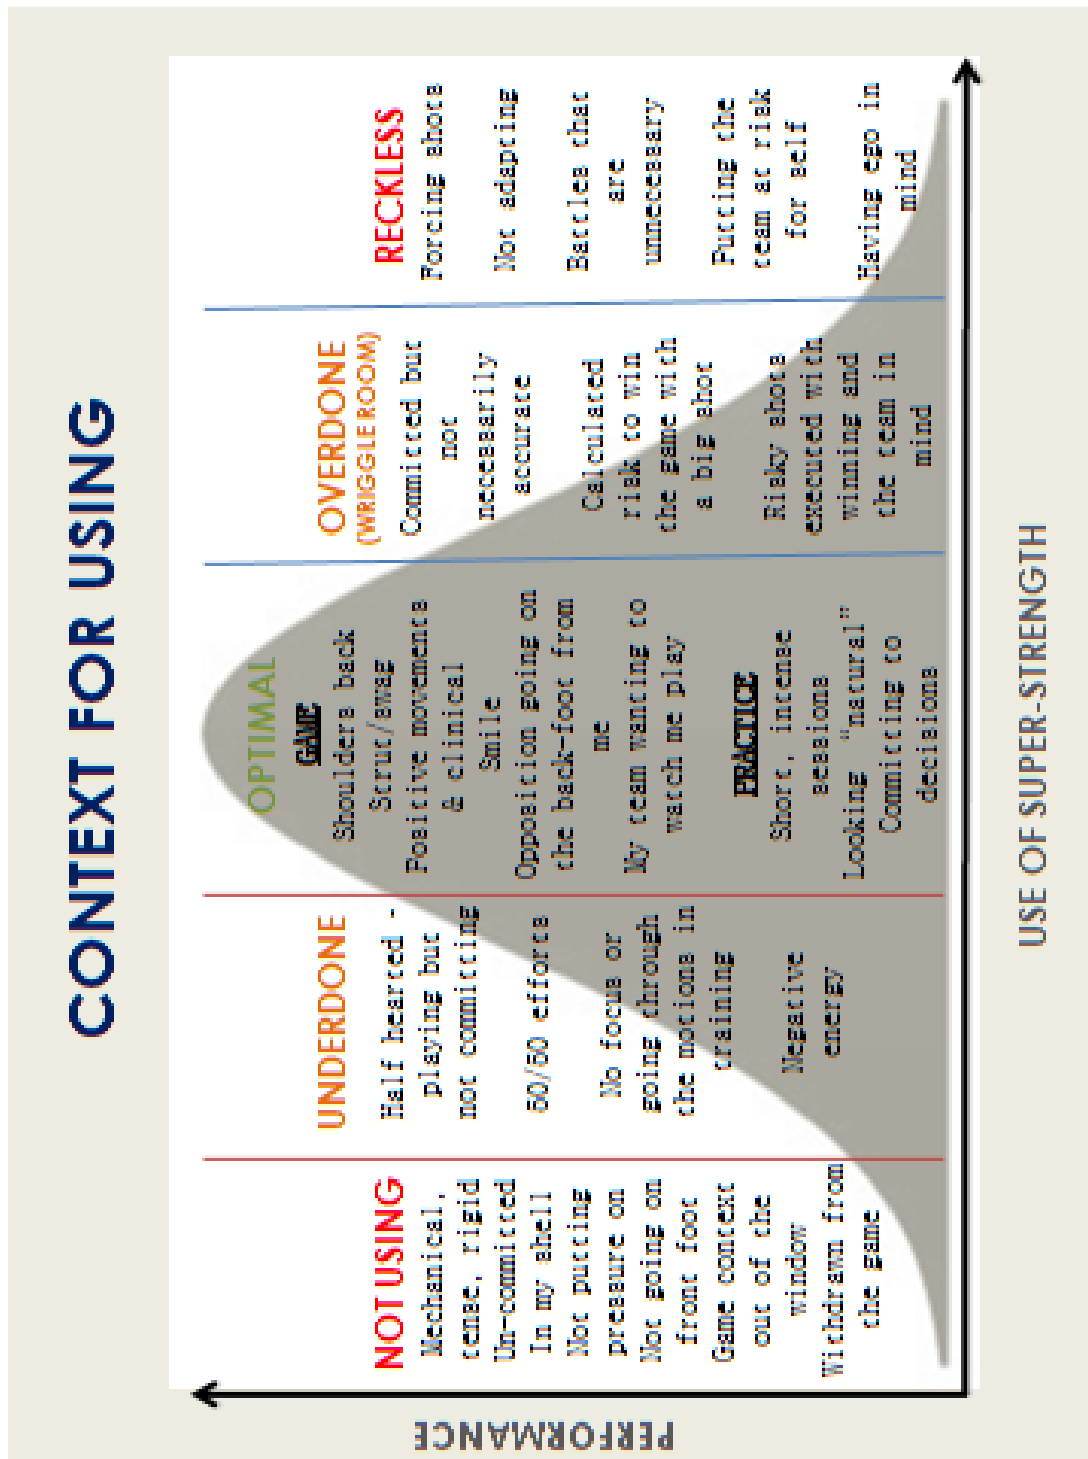 CONTEXT FOR USING
PERFORMANCE
NOT USING
Mechanical,
tense, rigid
Un-committed
In my shell
Not putting
pressure on
Not going on
front foot
Game context
out of the
window
Withdrawn from
the game
UNDERDONE
Half hearted -
playing but
not committing
60/60 efforts
No focus or
going through
the motions in
training
Negative
energy
OPTIMAL
GAME
Shoulders back
Strut/swag
Positive movements
& clinical
Smile
Opposition going on
the back-foot from
me
My team wanting to
watch me play
PRACTICE
Short, intense
sessions
Looking "natural"
Committing to
decisions
OVERDONE
(WRIGGLE ROOM)
Committed but
not
necessarily
accurate
Calculated
risk to win
the game with
a big shot
Risky shots
executed with
winning and
the team in
mind
RECKLESS
Forcing shots
Not adapting
Battles that
are
unnecessary
Putting the
team at risk
for self
Having ego in
mind
USE OF SUPER-STRENGTH